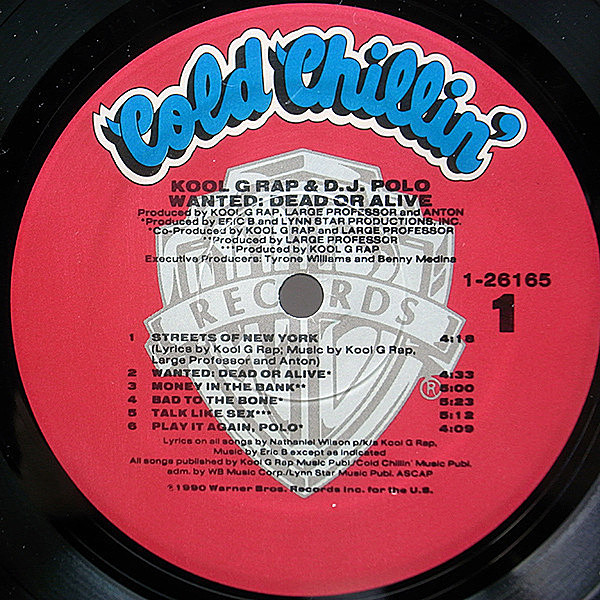 Cold Chillin'
KOOL G RAP & D.J. POLO
WANTED: DEAD OR ALIVE
Produced by KOOL G RAP, LARGE PROFESSOR and ANTON
*Produced by ERIC B and LYNN STAR PRODUCTIONS, INC.
*Co-Produced by KOOL G RAP and LARGE PROFESSOR
**Produced by LARGE PROFESSOR
***Produced by KOOL G RAP
Executive Producers: Tyrone Williams and Benny Medina
1-26165
1
RECORDS
1 STREETS OF NEW YORK 4:18
(Lyrics by Kool G Rap; Music by Kool G Rap,
Large Professor and Anton)
2 WANTED: DEAD OR ALIVE* 4:33
3 MONEY IN THE BANK** 5:00
4 BAD TO THE BONE* 5:23
5 TALK LIKE SEX*** 5:12
6 PLAY IT AGAIN, POLO* 4:09
®
Lyrics on all songs by Nathaniel Wilson p/k/a Kool G Rap,
Music by Eric B except as indicated
All songs published by Kool G Rap Music Publ./Cold Chillin' Music Publ.
adm. by WB Music Corp./Lynn Star Music Publ. ASCAP
℗1990 Warner Bros. Records Inc. for the U.S.